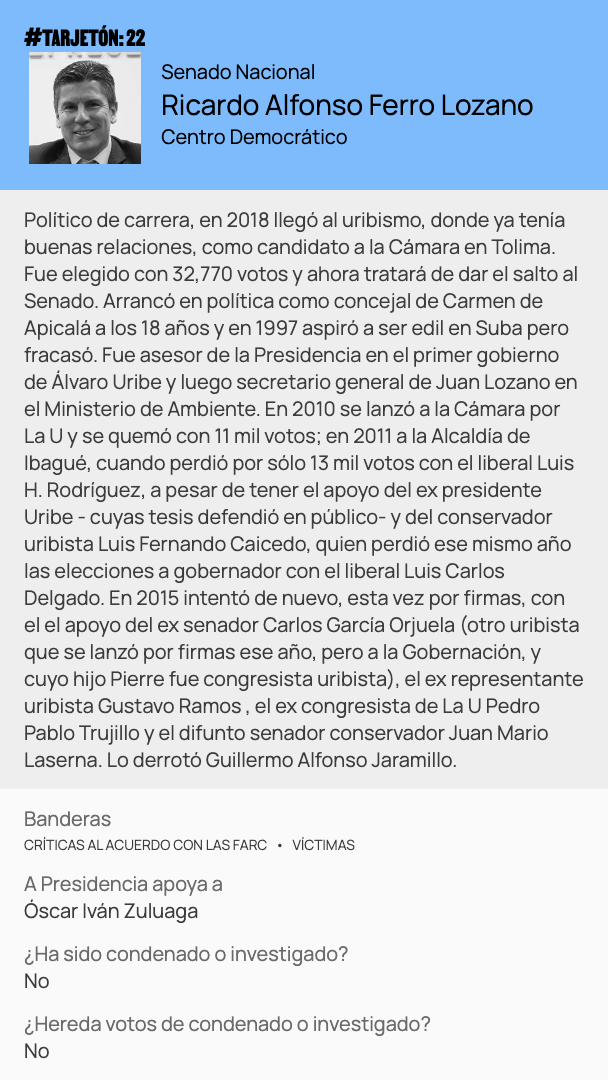 #TARJETÓN: 22
Senado Nacional
Ricardo Alfonso Ferro Lozano
Centro Democrático
Político de carrera, en 2018 llegó al uribismo, donde ya tenía
buenas relaciones, como candidato a la Cámara en Tolima.
Fue elegido con 32,770 votos y ahora tratará de dar el salto al
Senado. Arrancó en política como concejal de Carmen de
Apicalá a los 18 años y en 1997 aspiró a ser edil en Suba pero
fracasó. Fue asesor de la Presidencia en el primer gobierno
de Álvaro Uribe y luego secretario general de Juan Lozano en
el Ministerio de Ambiente. En 2010 se lanzó a la Cámara por
La U y se quemó con 11 mil votos; en 2011 a la Alcaldía de
Ibagué, cuando perdió por sólo 13 mil votos con el liberal Luis
H. Rodríguez, a pesar de tener el apoyo del ex presidente
Uribe - cuyas tesis defendió en público- y del conservador
uribista Luis Fernando Caicedo, quien perdió ese mismo año
las elecciones a gobernador con el liberal Luis Carlos
Delgado. En 2015 intentó de nuevo, esta vez por firmas, con
el el apoyo del ex senador Carlos García Orjuela (otro uribista
que se lanzó por firmas ese año, pero a la Gobernación, y
cuyo hijo Pierre fue congresista uribista), el ex representante
uribista Gustavo Ramos , el ex congresista de La U Pedro
Pablo Trujillo y el difunto senador conservador Juan Mario
Laserna. Lo derrotó Guillermo Alfonso Jaramillo.
Banderas
CRÍTICAS AL ACUERDO CON LAS FARC • VÍCTIMAS
A Presidencia apoya a
Óscar Iván Zuluaga
¿Ha sido condenado o investigado?
No
¿Hereda votos de condenado o investigado?
No